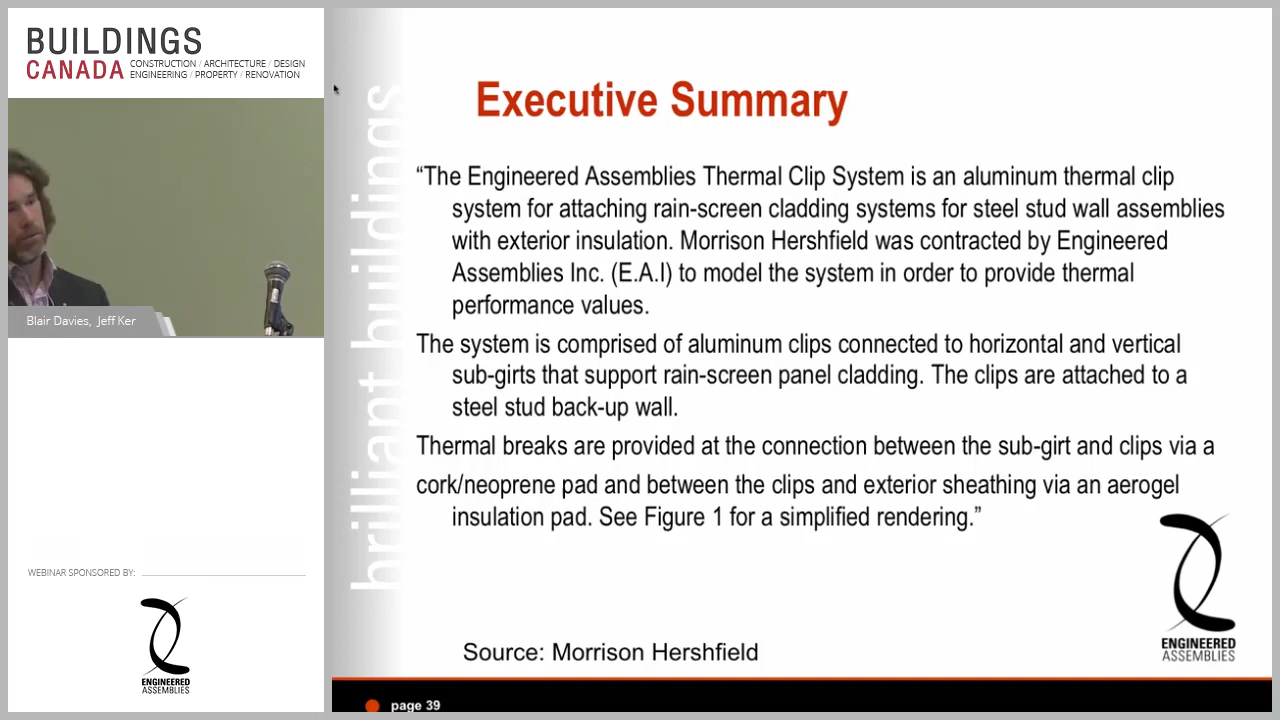 BUILDINGS
CANADA
CONSTRUCTION / ARCHITECTURE / DESIGN
ENGINEERING / PROPERTY / RENOVATION
Blair Davies, Jeff Ker
WEBINAR SPONSORED BY:
ENGINEERED
ASSEMBLIES
brilliant buildings
Executive Summary
“The Engineered Assemblies Thermal Clip System is an aluminum thermal clip
system for attaching rain-screen cladding systems for steel stud wall assemblies
with exterior insulation. Morrison Hershfield was contracted by Engineered
Assemblies Inc. (E.A.I) to model the system in order to provide thermal
performance values.
The system is comprised of aluminum clips connected to horizontal and vertical
sub-girts that support rain-screen panel cladding. The clips are attached to a
steel stud back-up wall.
Thermal breaks are provided at the connection between the sub-girt and clips via a
cork/neoprene pad and between the clips and exterior sheathing via an aerogel
insulation pad. See Figure 1 for a simplified rendering.”
Source: Morrison Hershfield
ENGINEERED
ASSEMBLIES
page 39